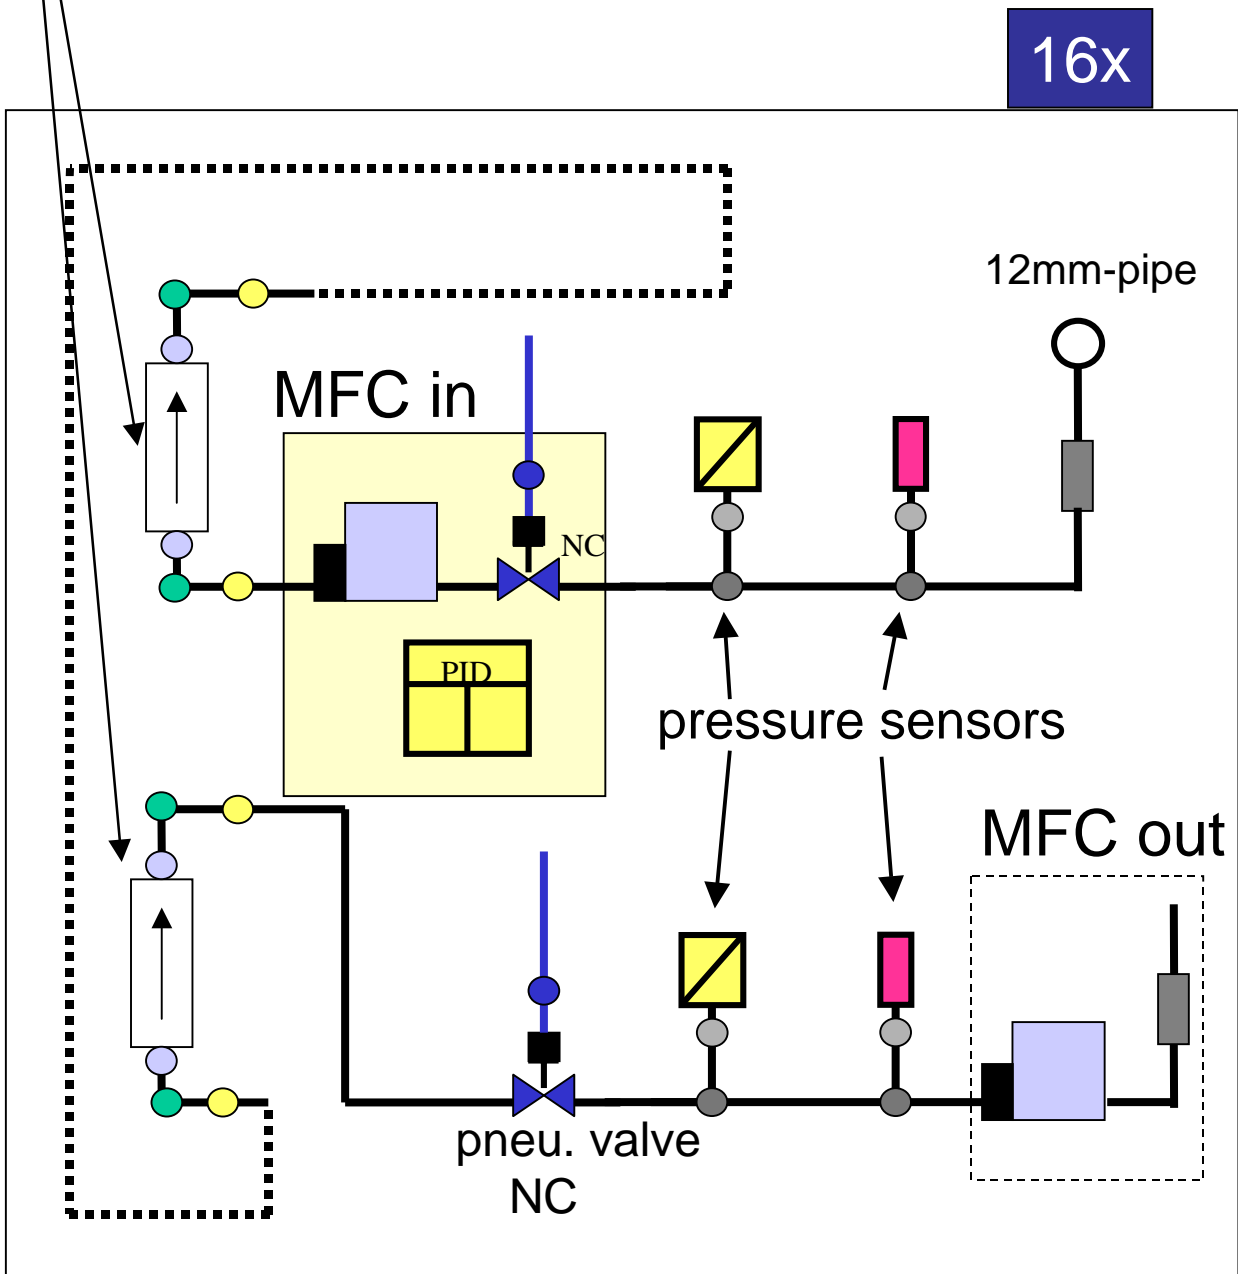 16x
12mm-pipe
MFC in
NC
PID
pressure sensors
MFC out
pneu. valve
NC